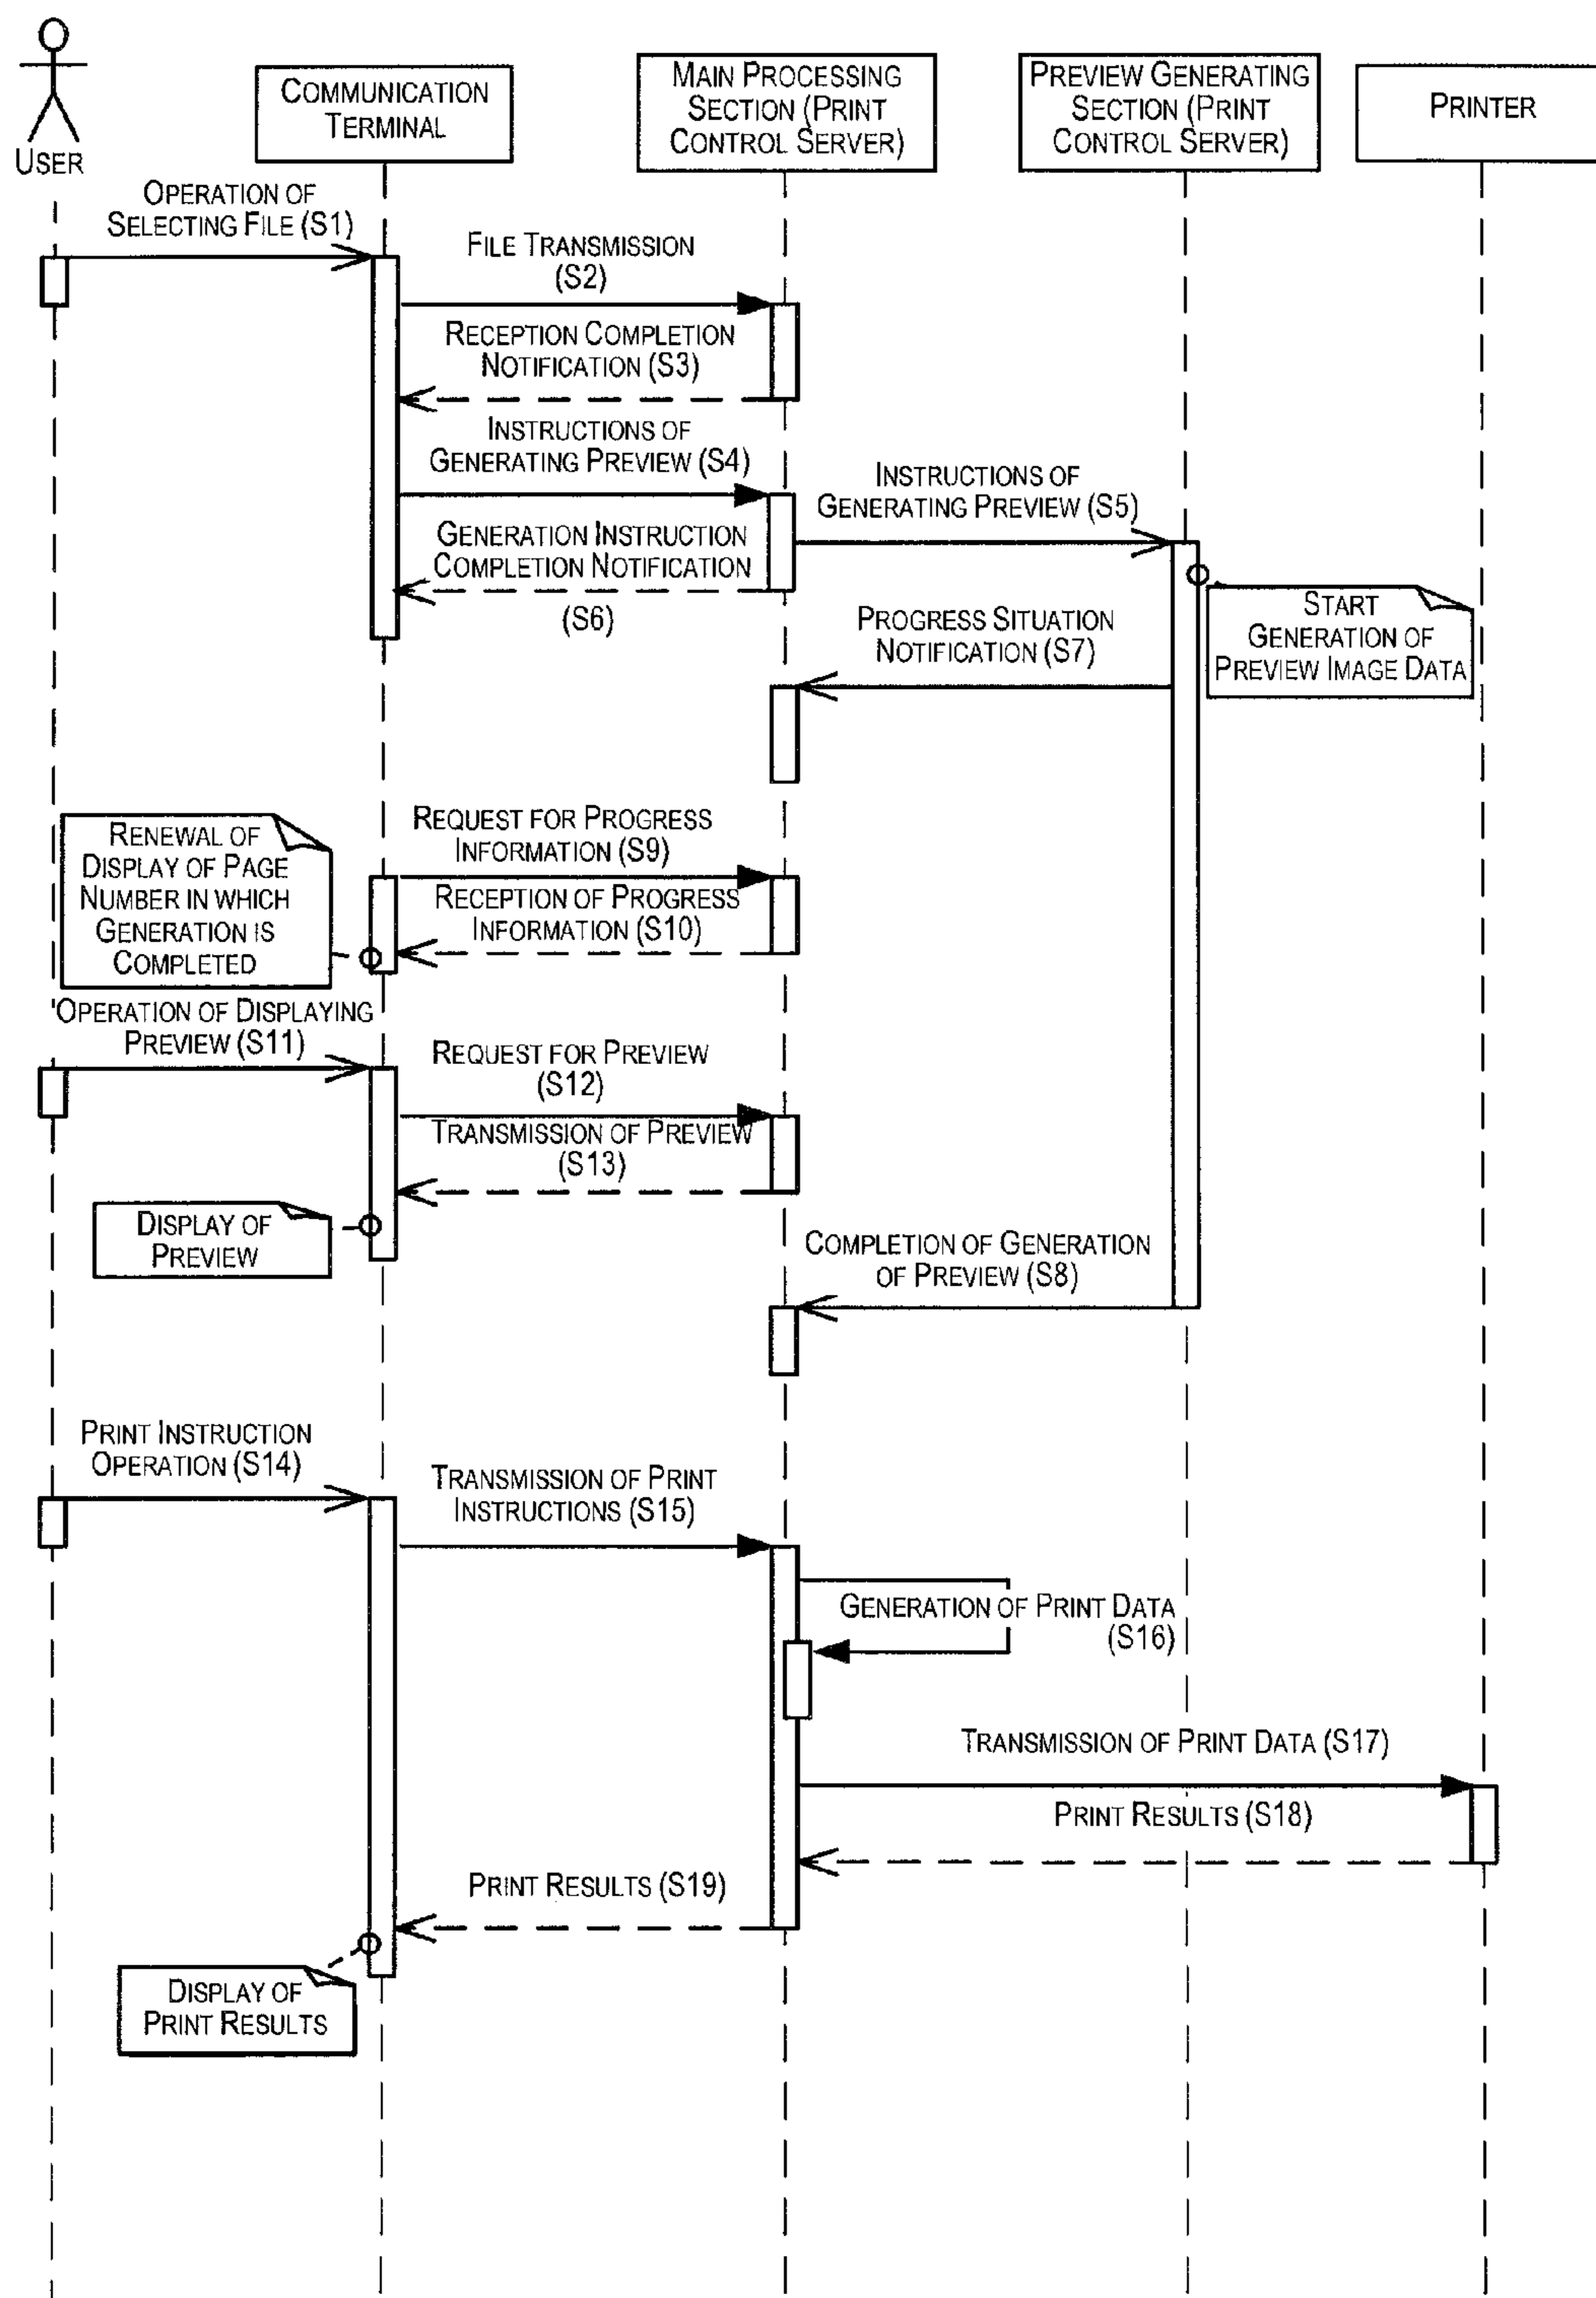 USER
COMMUNICATION
TERMINAL
MAIN PROCESSING
SECTION (PRINT
CONTROL SERVER)
PREVIEW GENERATING
SECTION (PRINT
CONTROL SERVER)
PRINTER
OPERATION OF
SELECTING FILE (S1)
FILE TRANSMISSION
(S2)
RECEPTION COMPLETION
NOTIFICATION (S3)
INSTRUCTIONS OF
GENERATING PREVIEW (S4)
INSTRUCTIONS OF
GENERATING PREVIEW (S5)
GENERATION INSTRUCTION
COMPLETION NOTIFICATION
(S6)
START
GENERATION OF
PREVIEW IMAGE DATA
PROGRESS SITUATION
NOTIFICATION (S7)
RENEWAL OF
DISPLAY OF PAGE
NUMBER IN WHICH
GENERATION IS
COMPLETED
REQUEST FOR PROGRESS
INFORMATION (S9)
RECEPTION OF PROGRESS
INFORMATION (S10)
OPERATION OF DISPLAYING
PREVIEW (S11)
REQUEST FOR PREVIEW
(S12)
TRANSMISSION OF PREVIEW
(S13)
DISPLAY OF
PREVIEW
COMPLETION OF GENERATION
OF PREVIEW (S8)
PRINT INSTRUCTION
OPERATION (S14)
TRANSMISSION OF PRINT
INSTRUCTIONS (S15)
GENERATION OF PRINT DATA
(S16)
TRANSMISSION OF PRINT DATA (S17)
PRINT RESULTS (S18)
PRINT RESULTS (S19)
DISPLAY OF
PRINT RESULTS